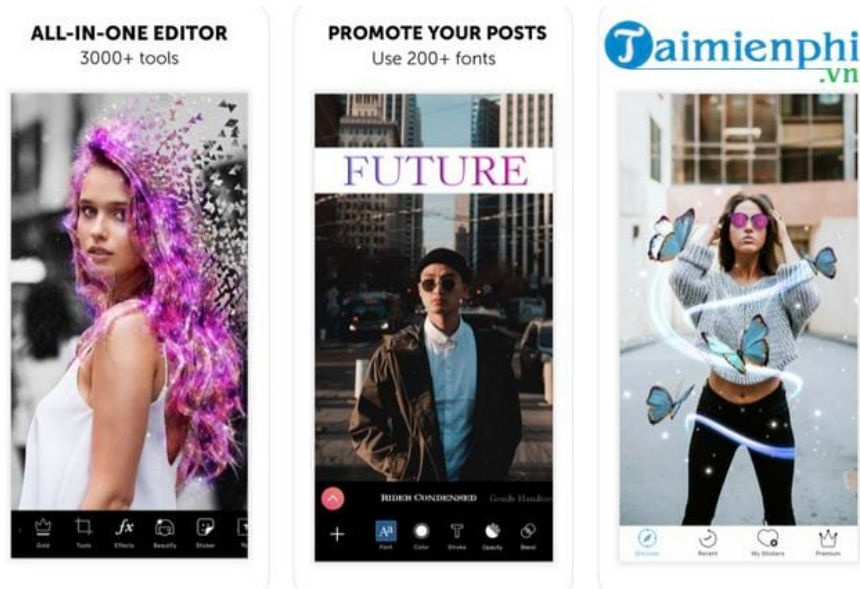 ALL-IN-ONE EDITOR
3000+ tools
Gold
Tools
Effects
Beautify
Sticker
PROMOTE YOUR POSTS
Use 200+ fonts
FUTURE
RIDER CONDENSED
Font
Color
Stroke
Opacity
Blend
Taimienphi
.vn
Discover
Recent
My Stickers
Premium